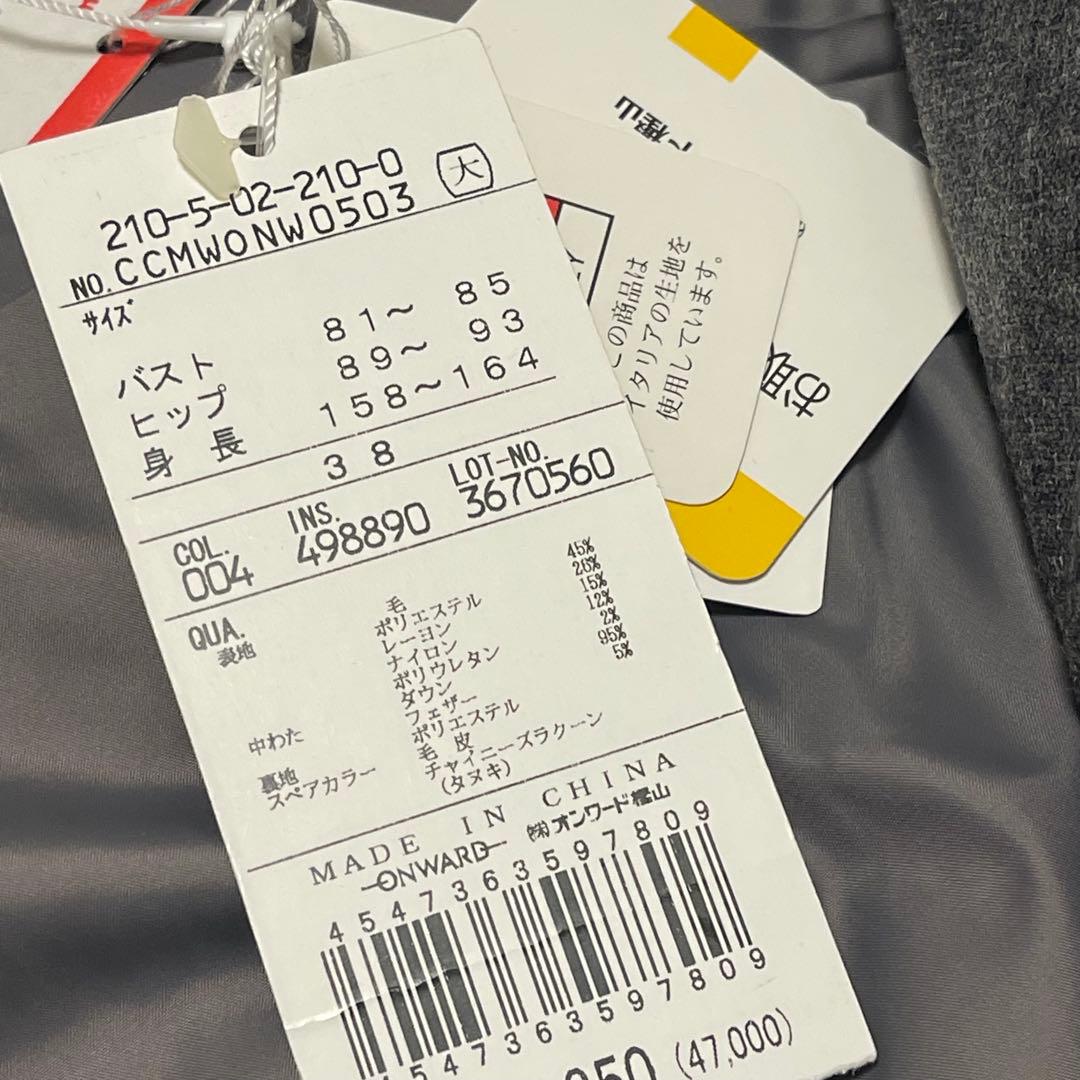 210-5-02-210-0
NO. CCMWONW0503 大
サイズ
バスト 81～ 85
ヒップ 89～ 93
身長 158～164
38
COL. INS. LOT-NO.
004 498890 3670560
QUA.
表地 毛 45%
ポリエステル 26%
レーヨン 15%
ナイロン 12%
ポリウレタン 2%
中わた ダウン 95%
フェザー 5%
裏地 ポリエステル
スペアカラー 毛皮
チャイニーズラクーン
(タヌキ)
MADE IN CHINA
ONWARD ㈱オンワード樫山
4547363597809
547363597809
350 (47,000)
この商品は
イタリアの生地を
使用しています。
樫山
お取